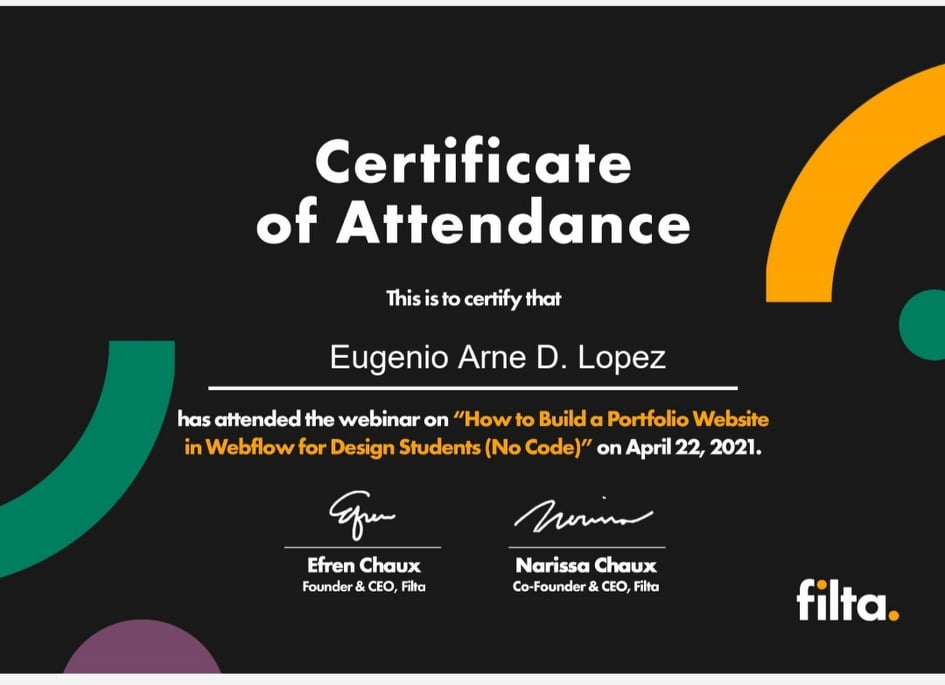 Certificate
of Attendance
This is to certify that
Eugenio Arne D. Lopez
has attended the webinar on “How to Build a Portfolio Website
in Webflow for Design Students (No Code)” on April 22, 2021.
Efren
Narissa
Efren Chaux
Founder & CEO, Filta
Narissa Chaux
Co-Founder & CEO, Filta
filta.